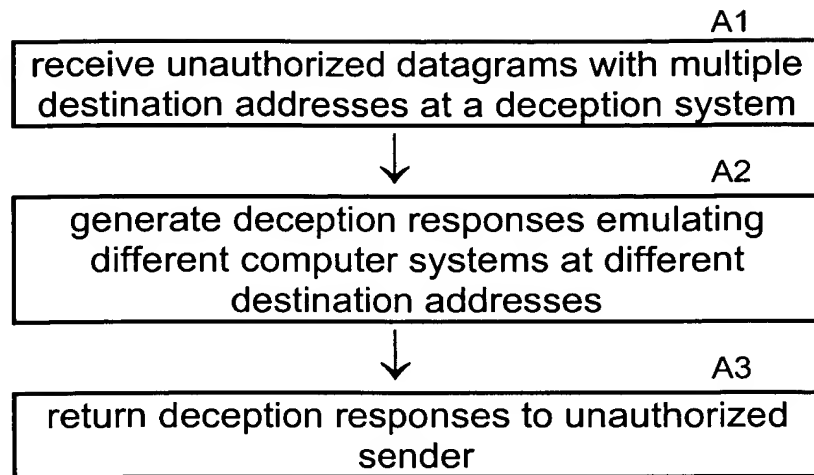 A1
receive unauthorized datagrams with multiple
destination addresses at a deception system
A2
generate deception responses emulating
different computer systems at different
destination addresses
A3
return deception responses to unauthorized
sender